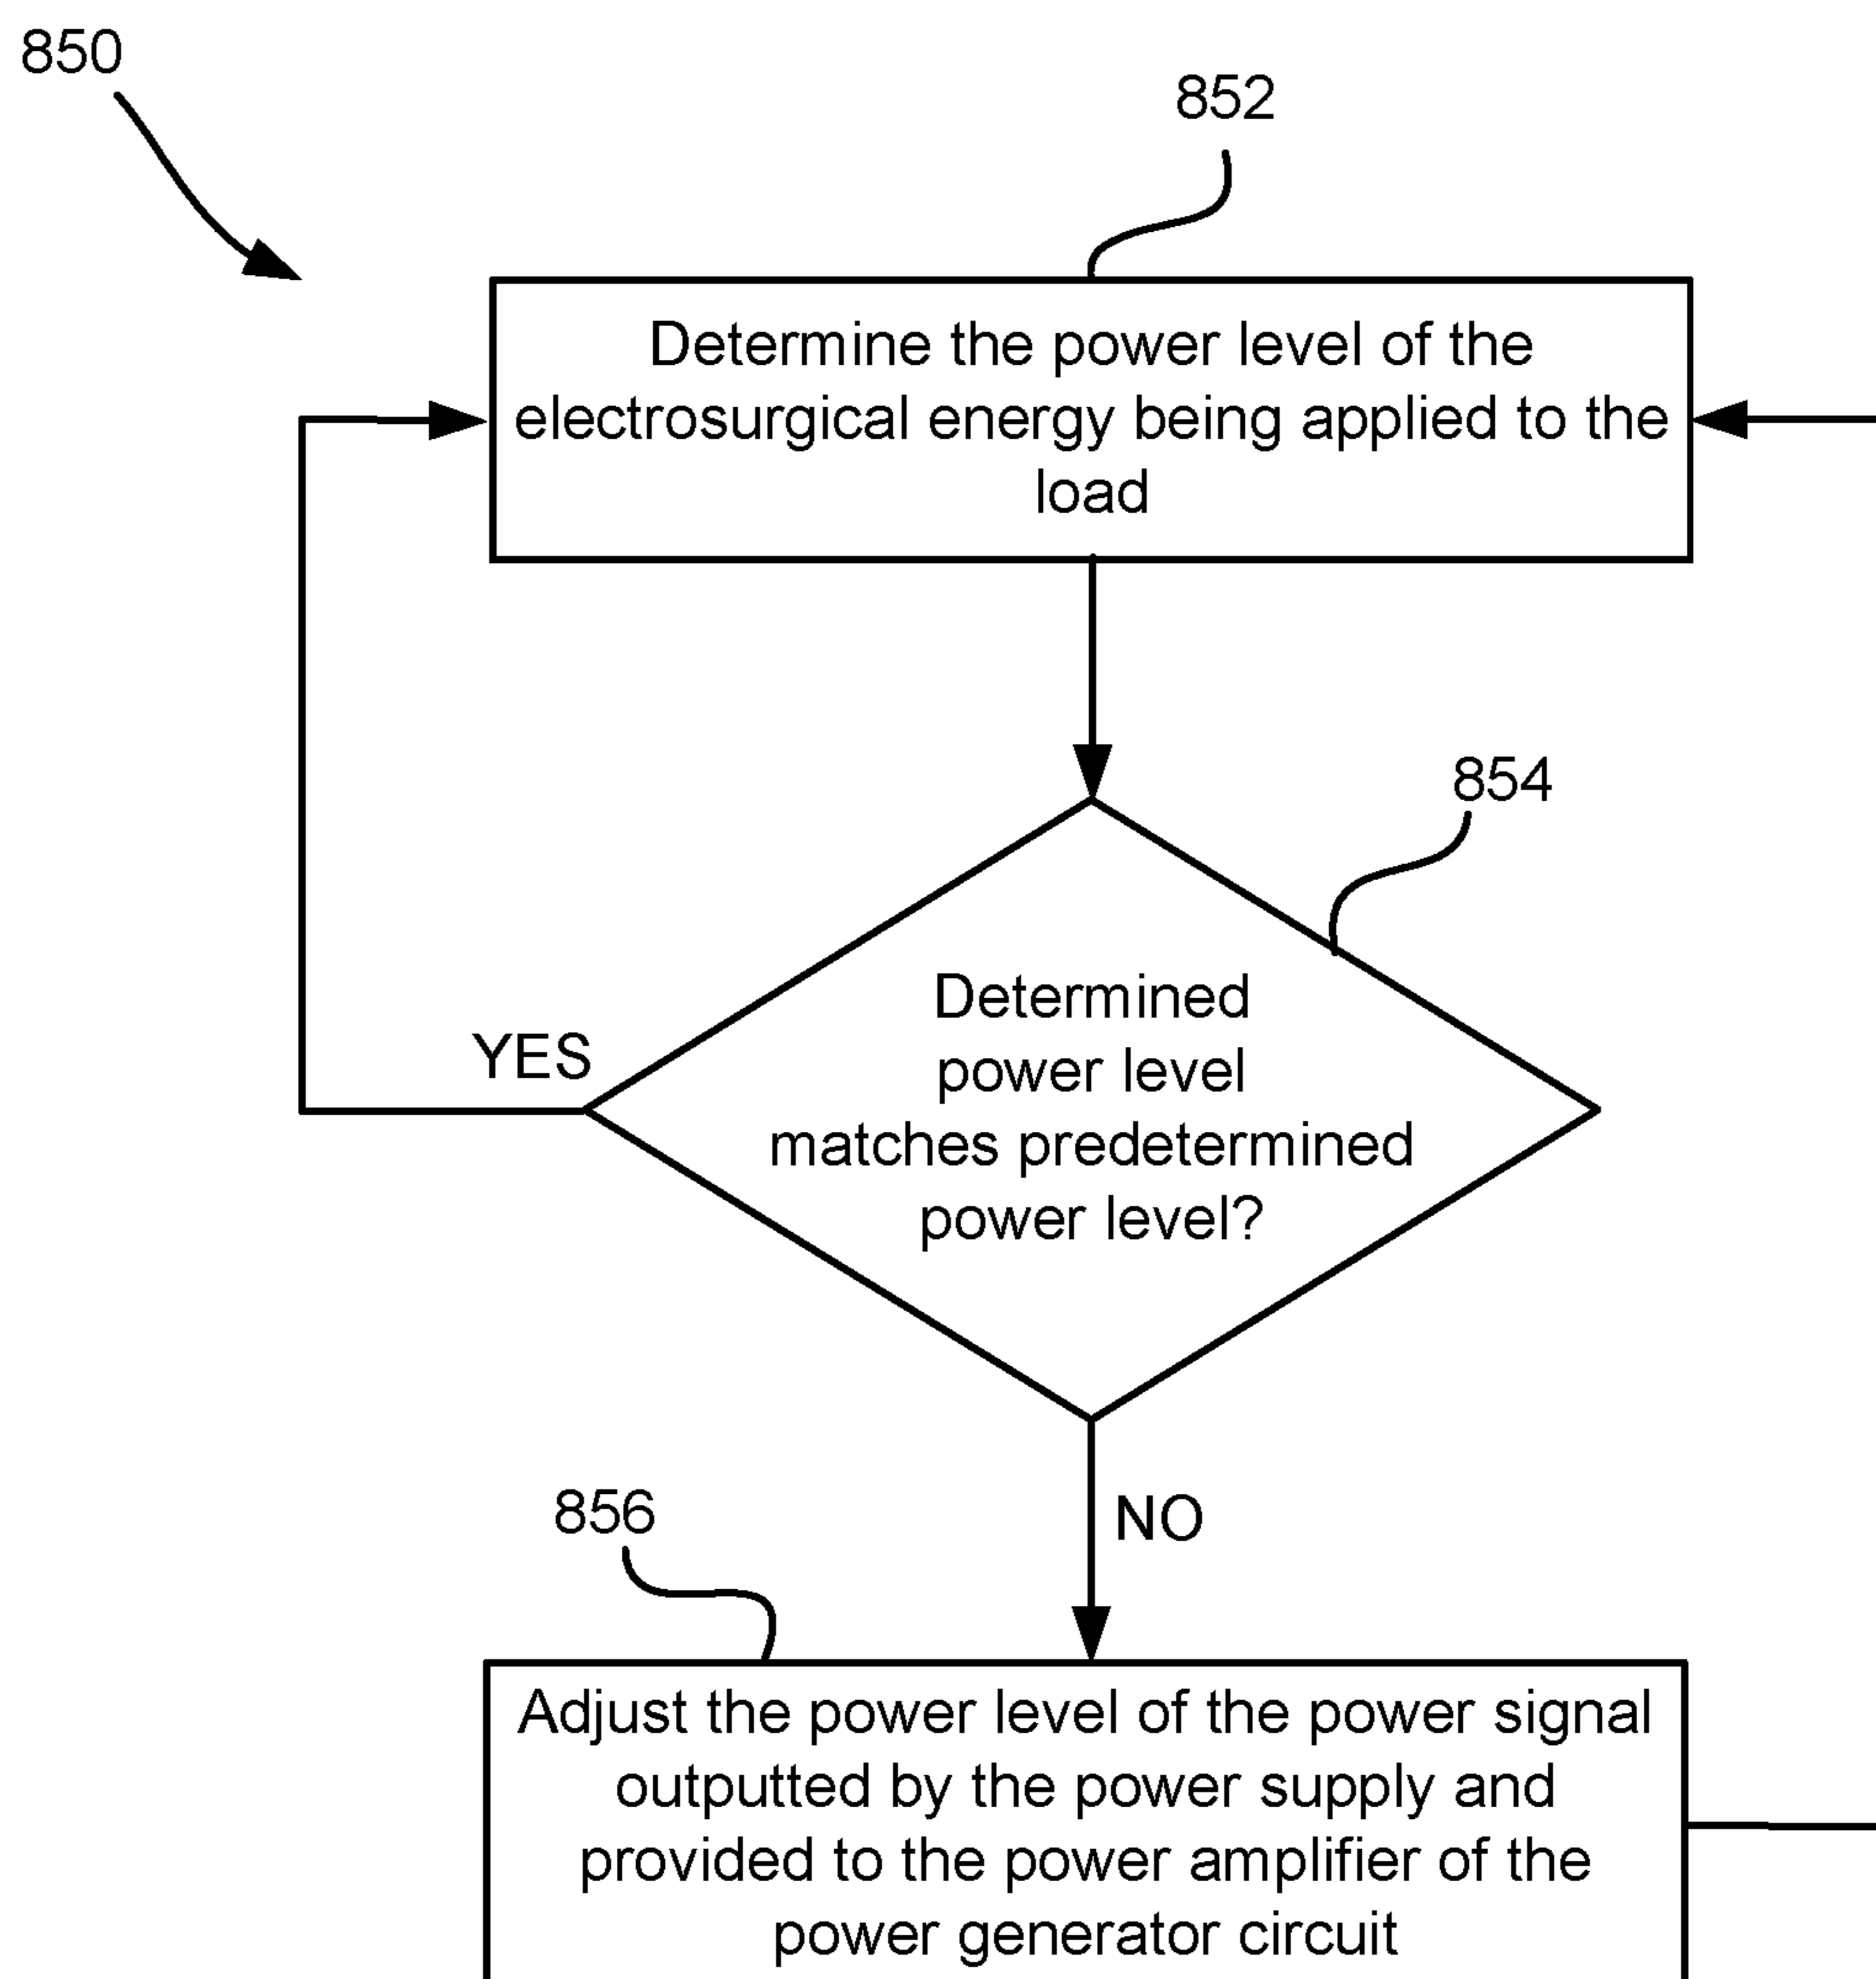 850
852
Determine the power level of the
electrosurgical energy being applied to the
load
854
Determined
power level
matches predetermined
power level?
YES
NO
856
Adjust the power level of the power signal
outputted by the power supply and
provided to the power amplifier of the
power generator circuit